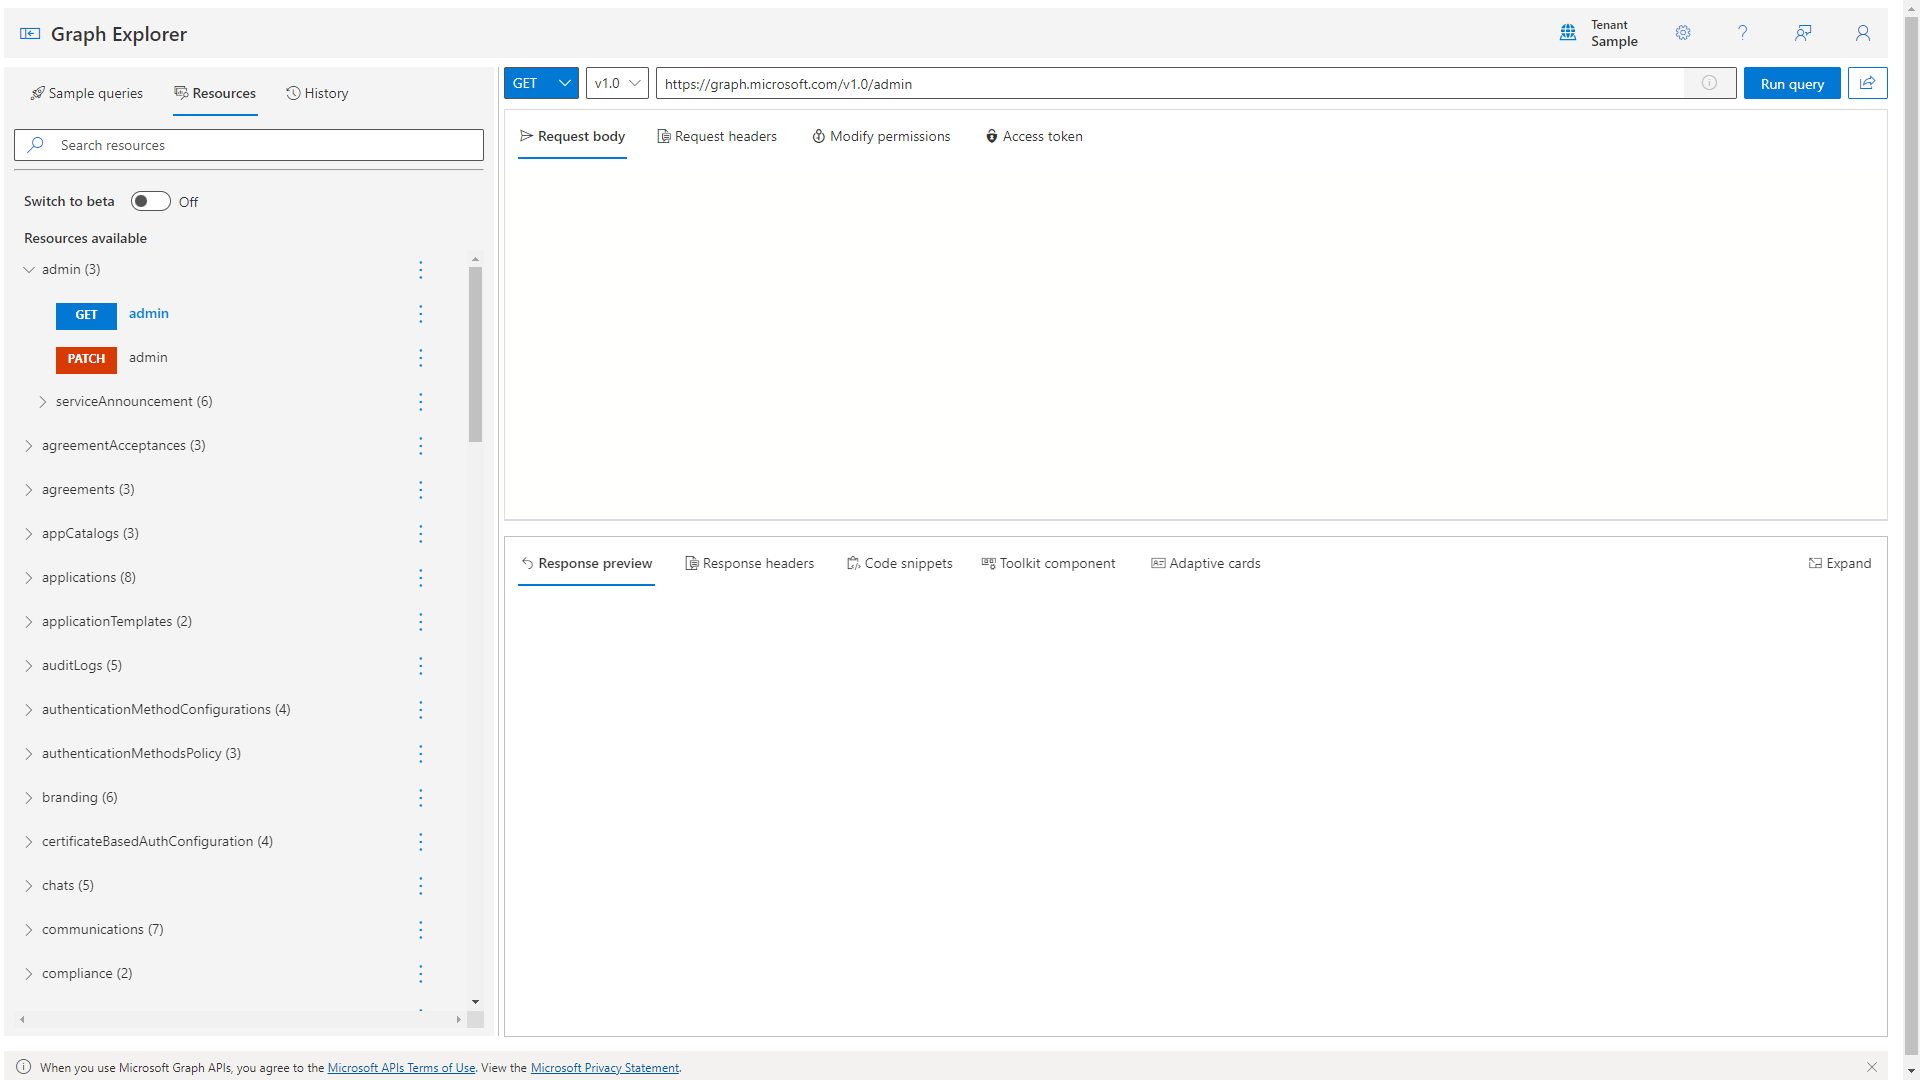 Graph Explorer
Tenant
Sample
Sample queries
Resources
History
Search resources
Switch to beta
Off
Resources available
admin (3)
GET admin
PATCH admin
serviceAnnouncement (6)
agreementAcceptances (3)
agreements (3)
appCatalogs (3)
applications (8)
applicationTemplates (2)
auditLogs (5)
authenticationMethodConfigurations (4)
authenticationMethodsPolicy (3)
branding (6)
certificateBasedAuthConfiguration (4)
chats (5)
communications (7)
compliance (2)
GET
v1.0
https://graph.microsoft.com/v1.0/admin
Run query
Request body
Request headers
Modify permissions
Access token
Response preview
Response headers
Code snippets
Toolkit component
Adaptive cards
Expand
When you use Microsoft Graph APIs, you agree to the Microsoft APIs Terms of Use. View the Microsoft Privacy Statement.